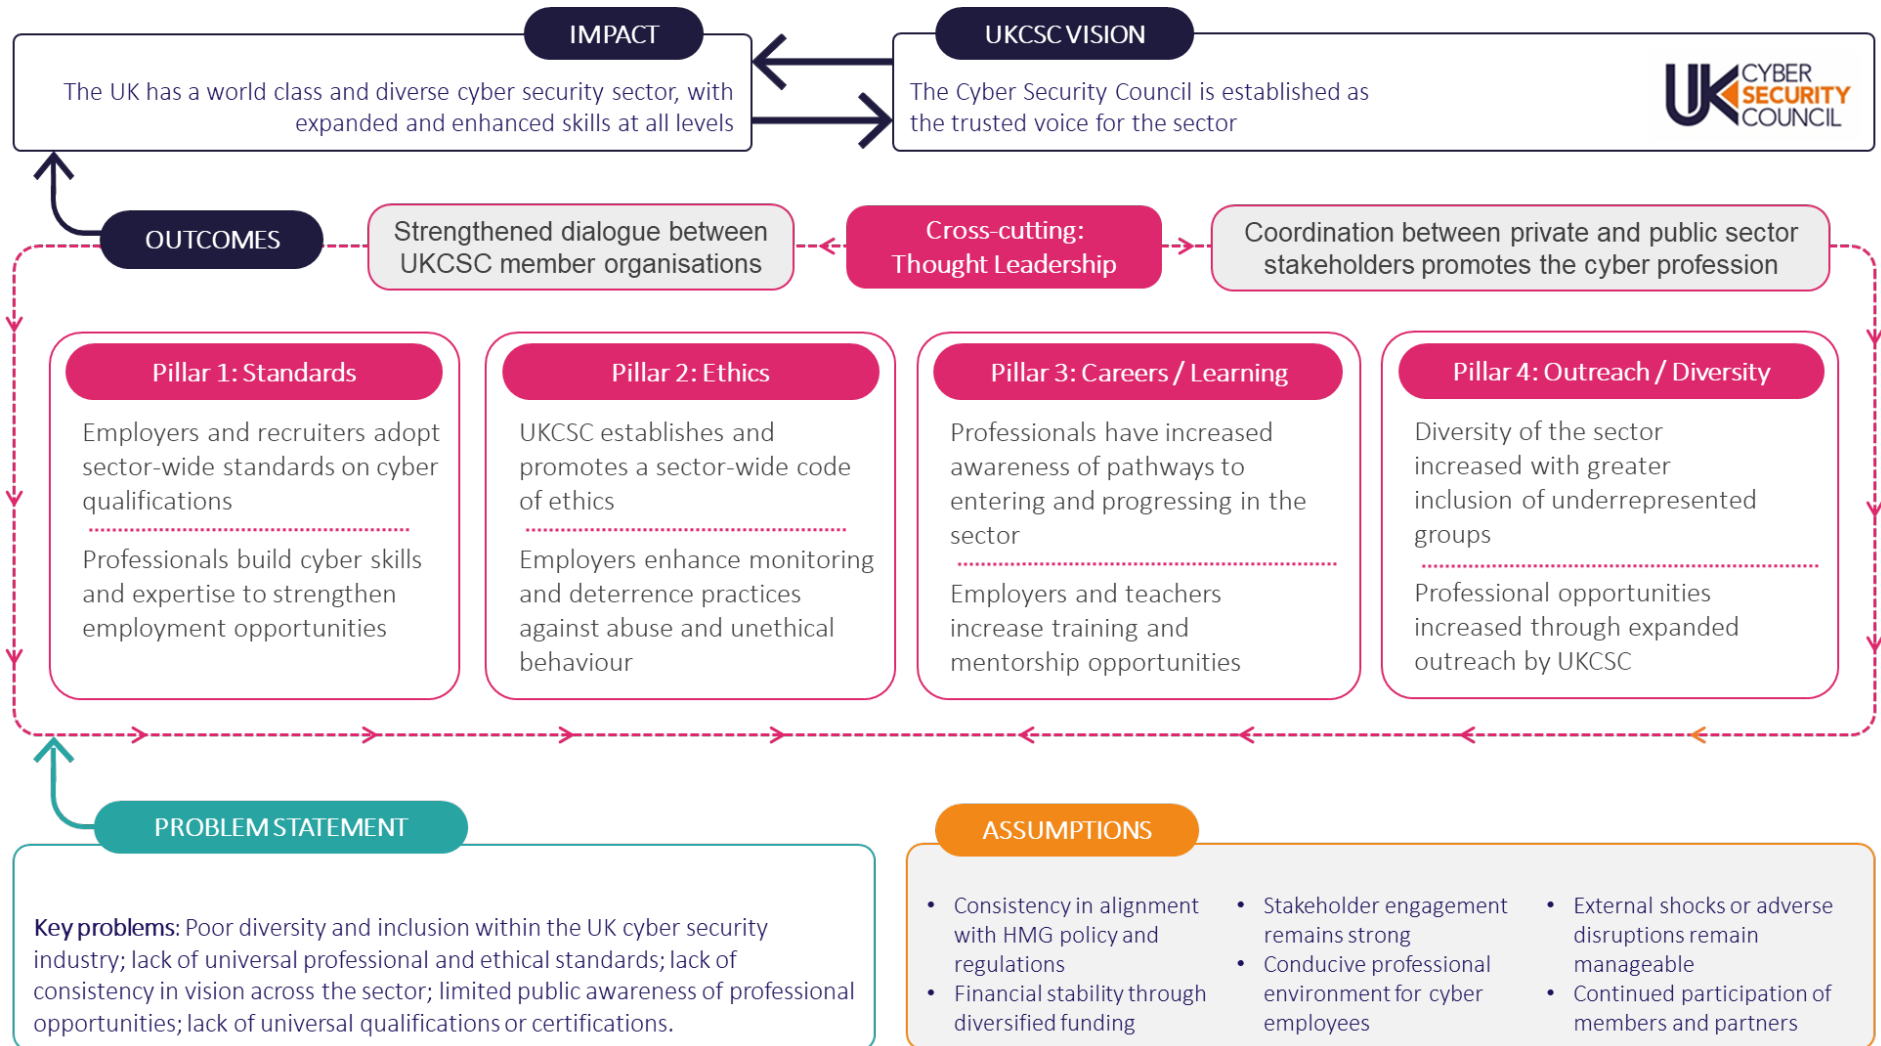 IMPACT
The UK has a world class and diverse cyber security sector, with
expanded and enhanced skills at all levels
UKCSC VISION
The Cyber Security Council is established as
the trusted voice for the sector
UK CYBER
SECURITY
COUNCIL
OUTCOMES
Strengthened dialogue between
UKCSC member organisations
Cross-cutting:
Thought Leadership
Coordination between private and public sector
stakeholders promotes the cyber profession
Pillar 1: Standards
Employers and recruiters adopt
sector-wide standards on cyber
qualifications
Professionals build cyber skills
and expertise to strengthen
employment opportunities
Pillar 2: Ethics
UKCSC establishes and
promotes a sector-wide code
of ethics
Employers enhance monitoring
and deterrence practices
against abuse and unethical
behaviour
Pillar 3: Careers / Learning
Professionals have increased
awareness of pathways to
entering and progressing in the
sector
Employers and teachers
increase training and
mentorship opportunities
Pillar 4: Outreach / Diversity
Diversity of the sector
increased with greater
inclusion of underrepresented
groups
Professional opportunities
increased through expanded
outreach by UKCSC
PROBLEM STATEMENT
Key problems: Poor diversity and inclusion within the UK cyber security
industry; lack of universal professional and ethical standards; lack of
consistency in vision across the sector; limited public awareness of professional
opportunities; lack of universal qualifications or certifications.
ASSUMPTIONS
• Consistency in alignment
with HMG policy and
regulations
• Financial stability through
diversified funding
• Stakeholder engagement
remains strong
• Conducive professional
environment for cyber
employees
• External shocks or adverse
disruptions remain
manageable
• Continued participation of
members and partners